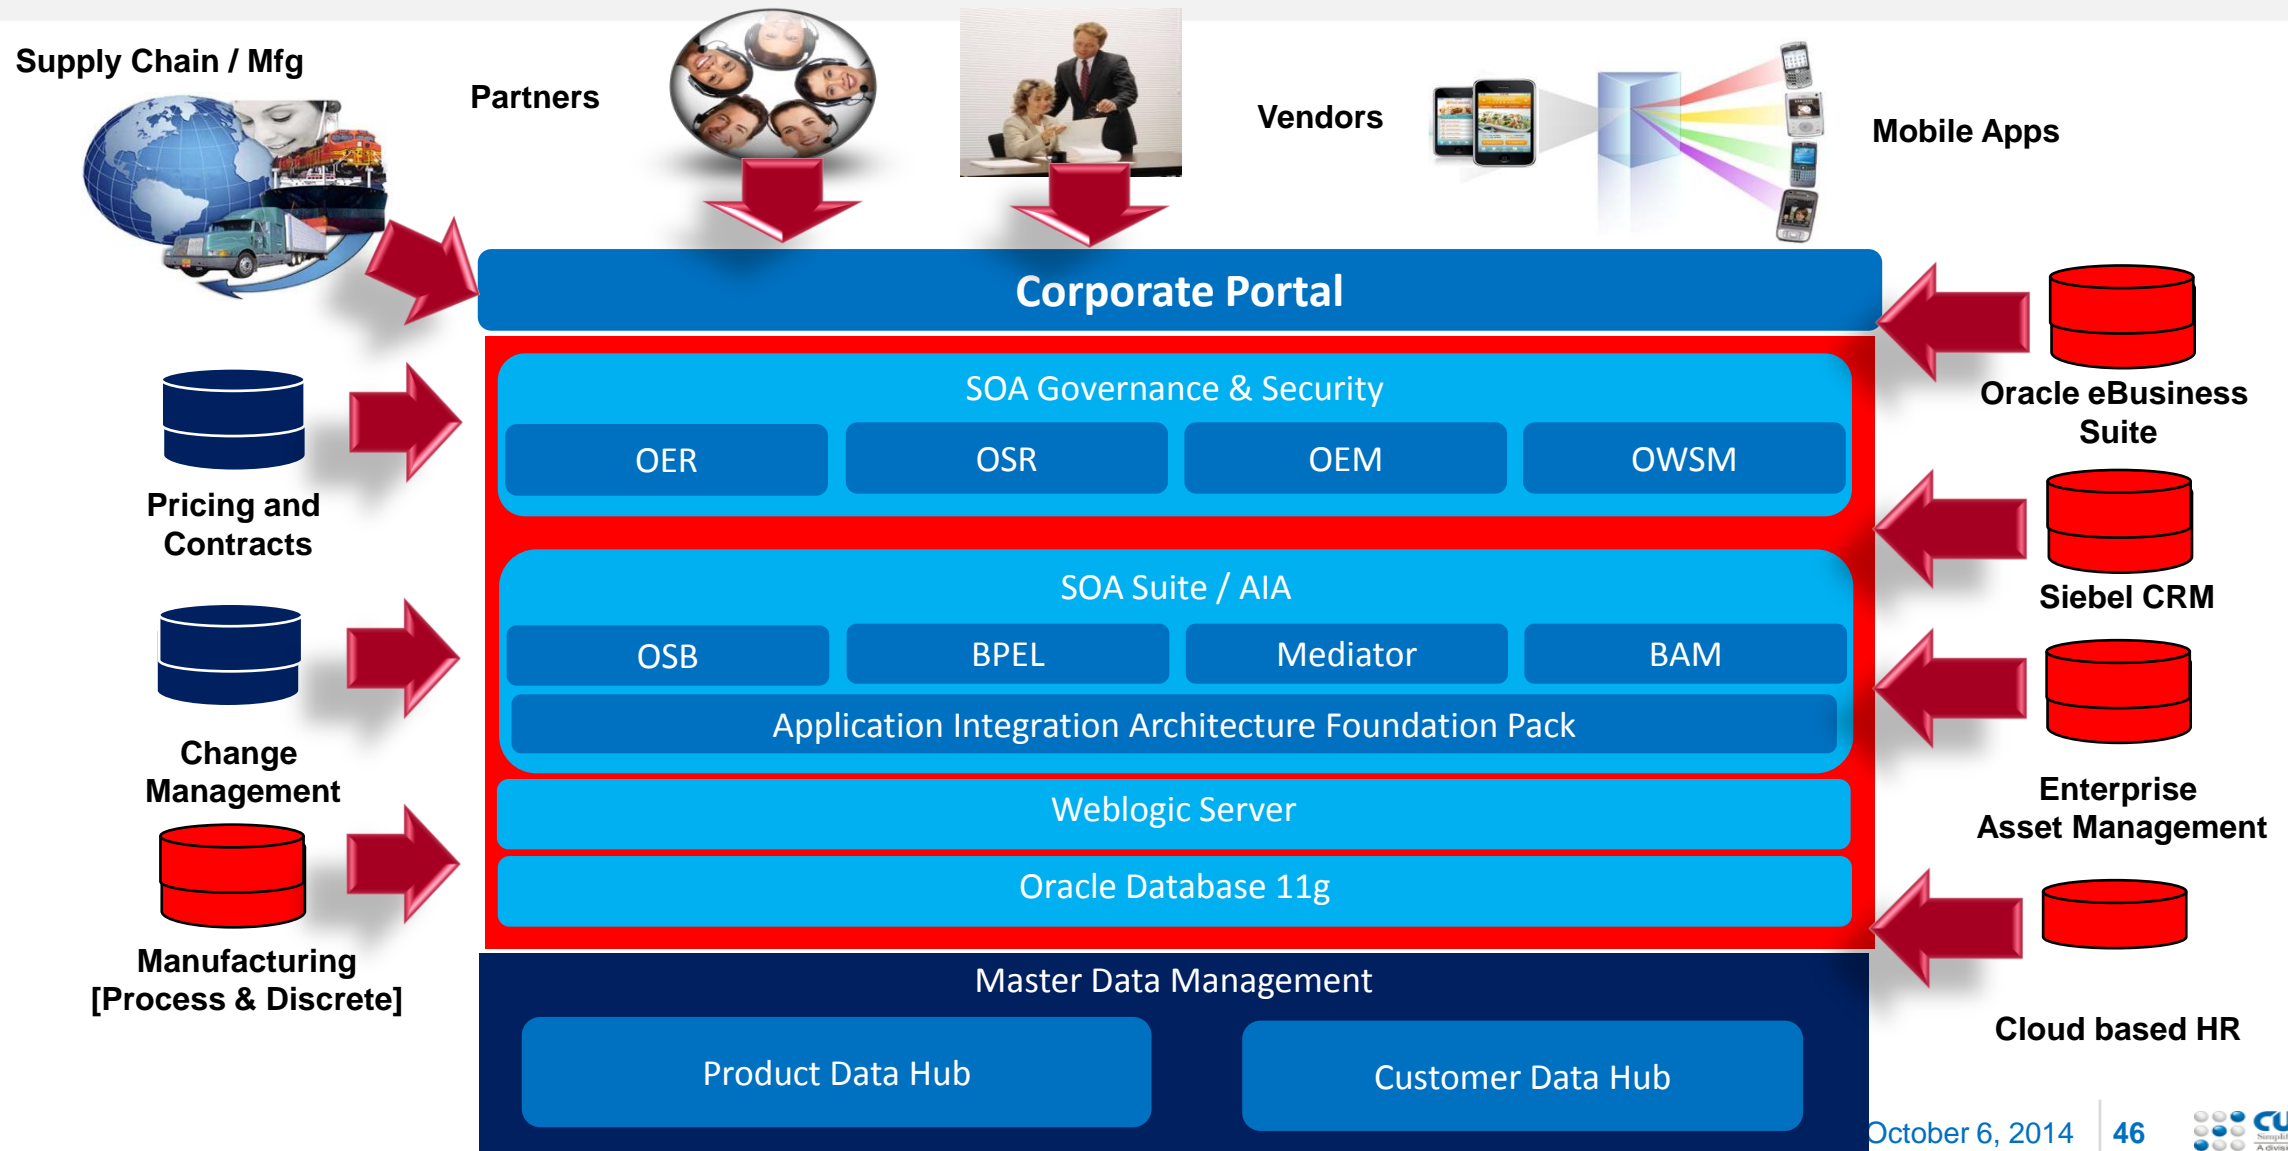 Supply Chain / Mfg
Partners
Vendors
Mobile Apps
Corporate Portal
SOA Governance & Security
OER
OSR
OEM
OWSM
SOA Suite / AIA
OSB
BPEL
Mediator
BAM
Application Integration Architecture Foundation Pack
Weblogic Server
Oracle Database 11g
Master Data Management
Product Data Hub
Customer Data Hub
Pricing and
Contracts
Change
Management
Manufacturing
[Process & Discrete]
Oracle eBusiness
Suite
Siebel CRM
Enterprise
Asset Management
Cloud based HR
October 6, 2014
46